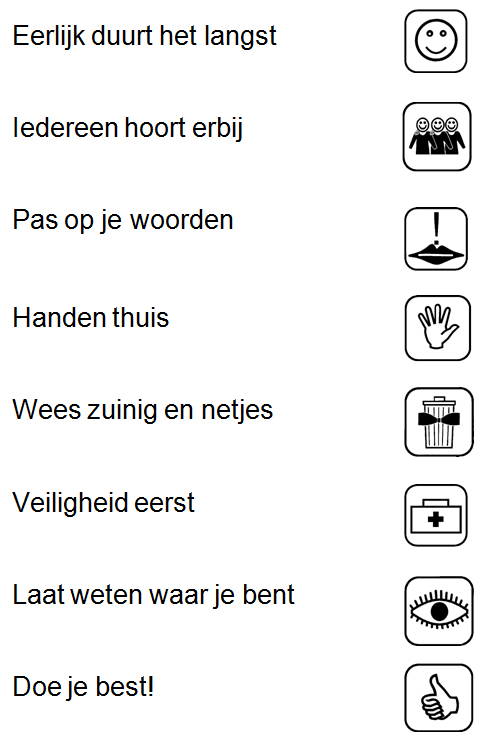 Eerlijk duurt het langst
Iedereen hoort erbij
Pas op je woorden
Handen thuis
Wees zuinig en netjes
Veiligheid eerst
Laat weten waar je bent
Doe je best!